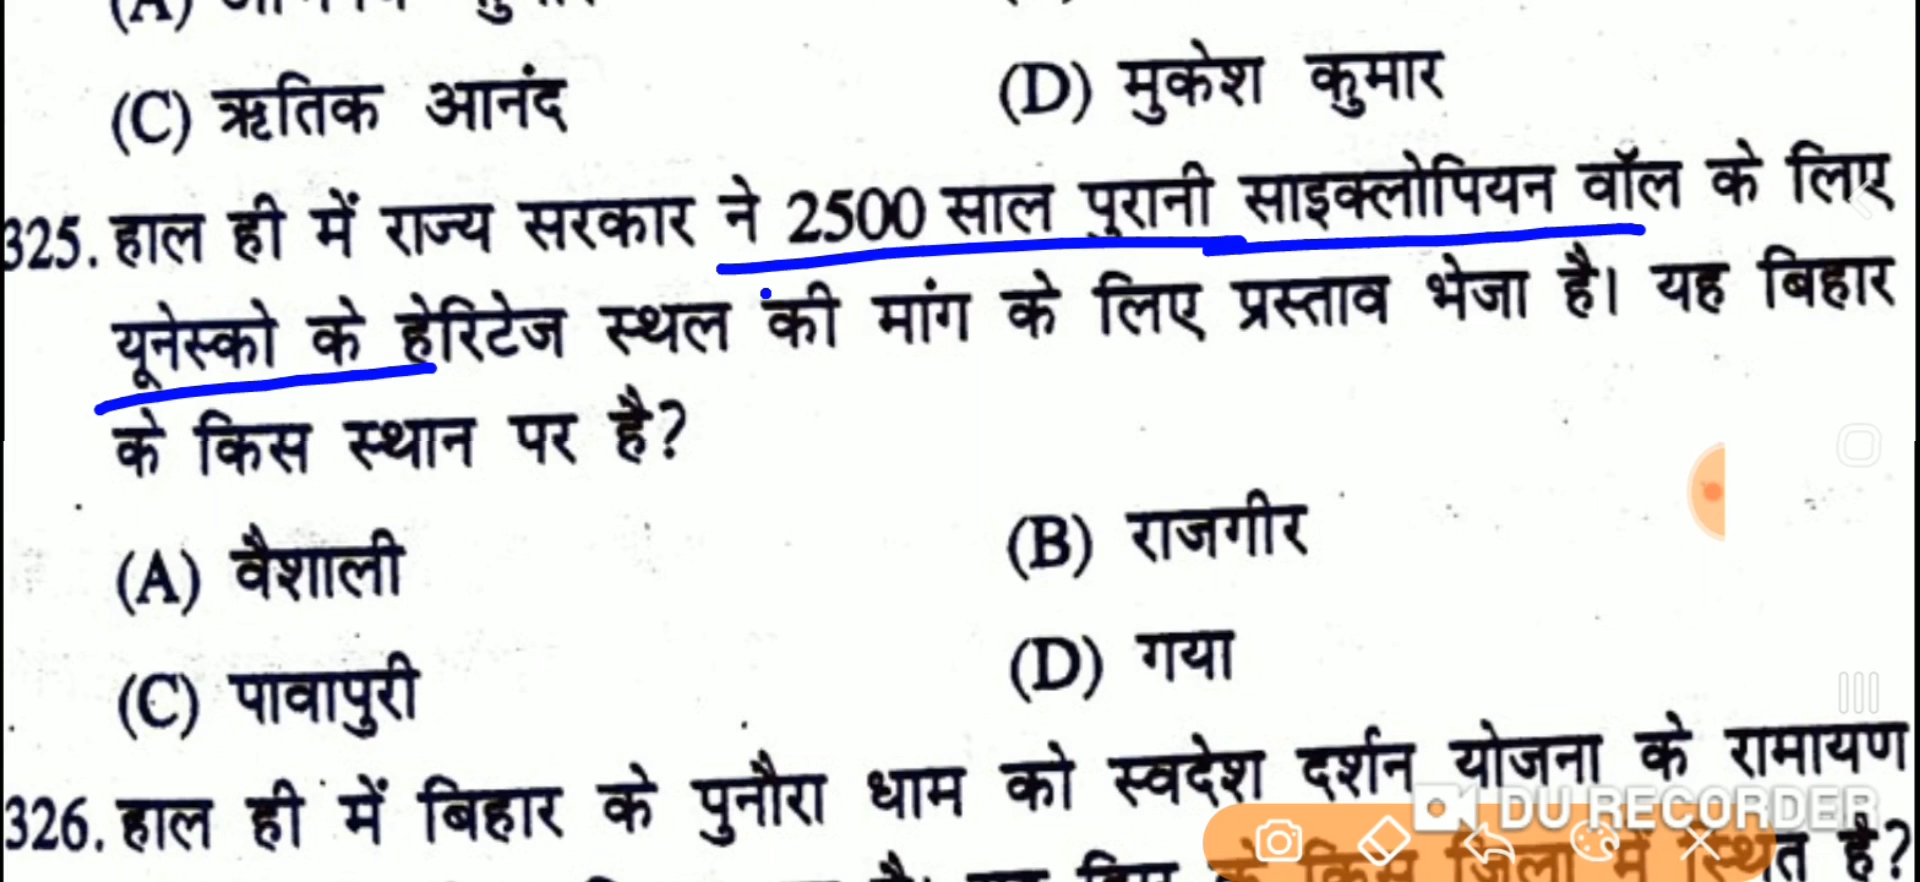 (A)
(C) ऋतिक आनंद
(D) मुकेश कुमार
325. हाल ही में राज्य सरकार ने 2500 साल पुरानी साइक्लोपियन वॉल के लिए
यूनेस्को के हेरिटेज स्थल की मांग के लिए प्रस्ताव भेजा है। यह बिहार
के किस स्थान पर है?
(A) वैशाली
(B) राजगीर
(C) पावापुरी
(D) गया
326. हाल ही में बिहार के पुनौरा धाम को स्वदेश दर्शन योजना के रामायण
DU RECORDER
के किस जिला में स्थित है?